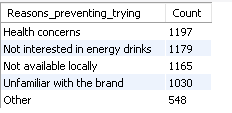 Reasons_preventing_trying Count
Health concerns 1197
Not interested in energy drinks 1179
Not available locally 1165
Unfamiliar with the brand 1030
Other 548